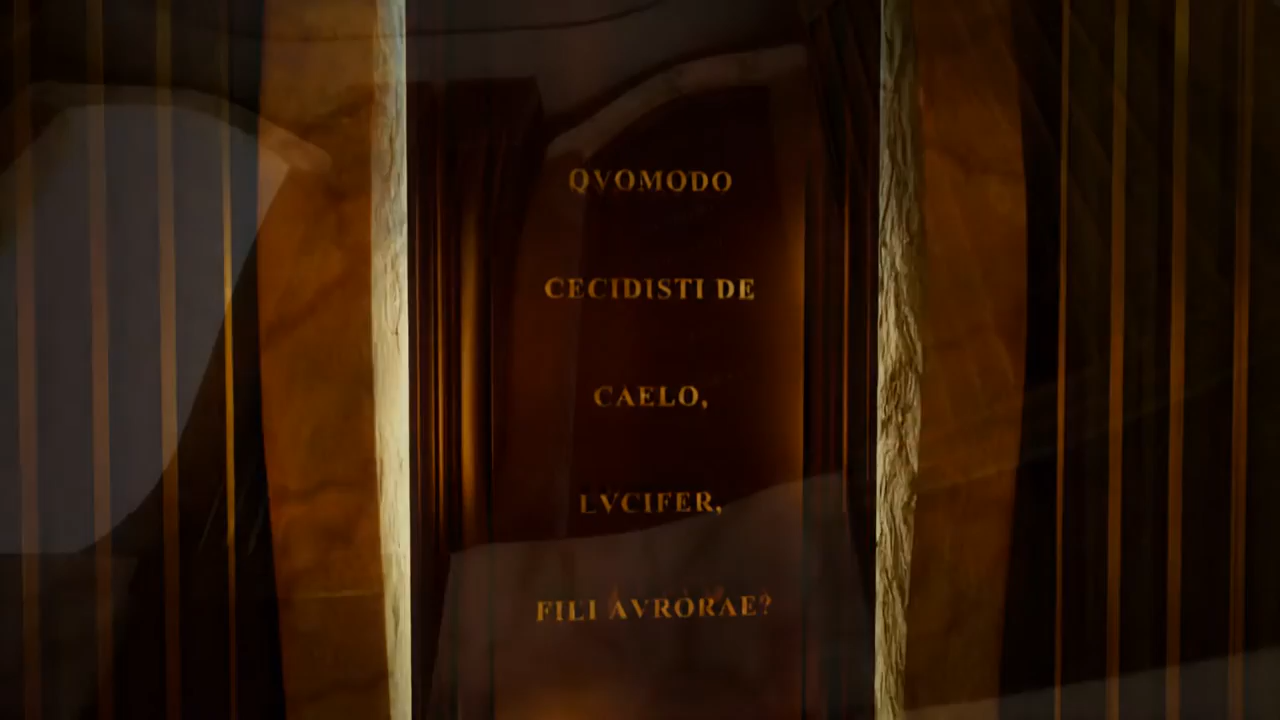 QVOMODO
CECIDISTI DE
CAELO,
LVCIFER,
FILI AVRORAE?